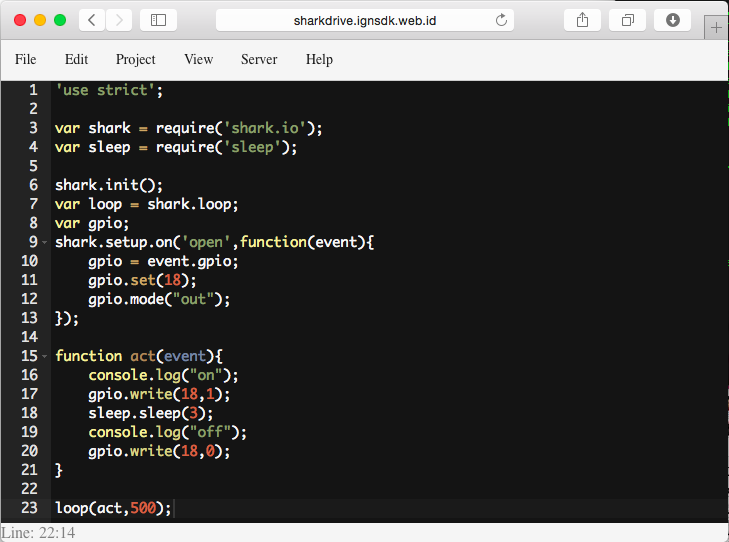 sharkdrive.ignsdk.web.id
File Edit Project View Server Help
1 'use strict';
2
3 var shark = require('shark.io');
4 var sleep = require('sleep');
5
6 shark.init();
7 var loop = shark.loop;
8 var gpio;
9 shark.setup.on('open',function(event){
10     gpio = event.gpio;
11     gpio.set(18);
12     gpio.mode("out");
13 });
14
15 function act(event){
16     console.log("on");
17     gpio.write(18,1);
18     sleep.sleep(3);
19     console.log("off");
20     gpio.write(18,0);
21 }
22
23 loop(act,500);
Line: 22:14